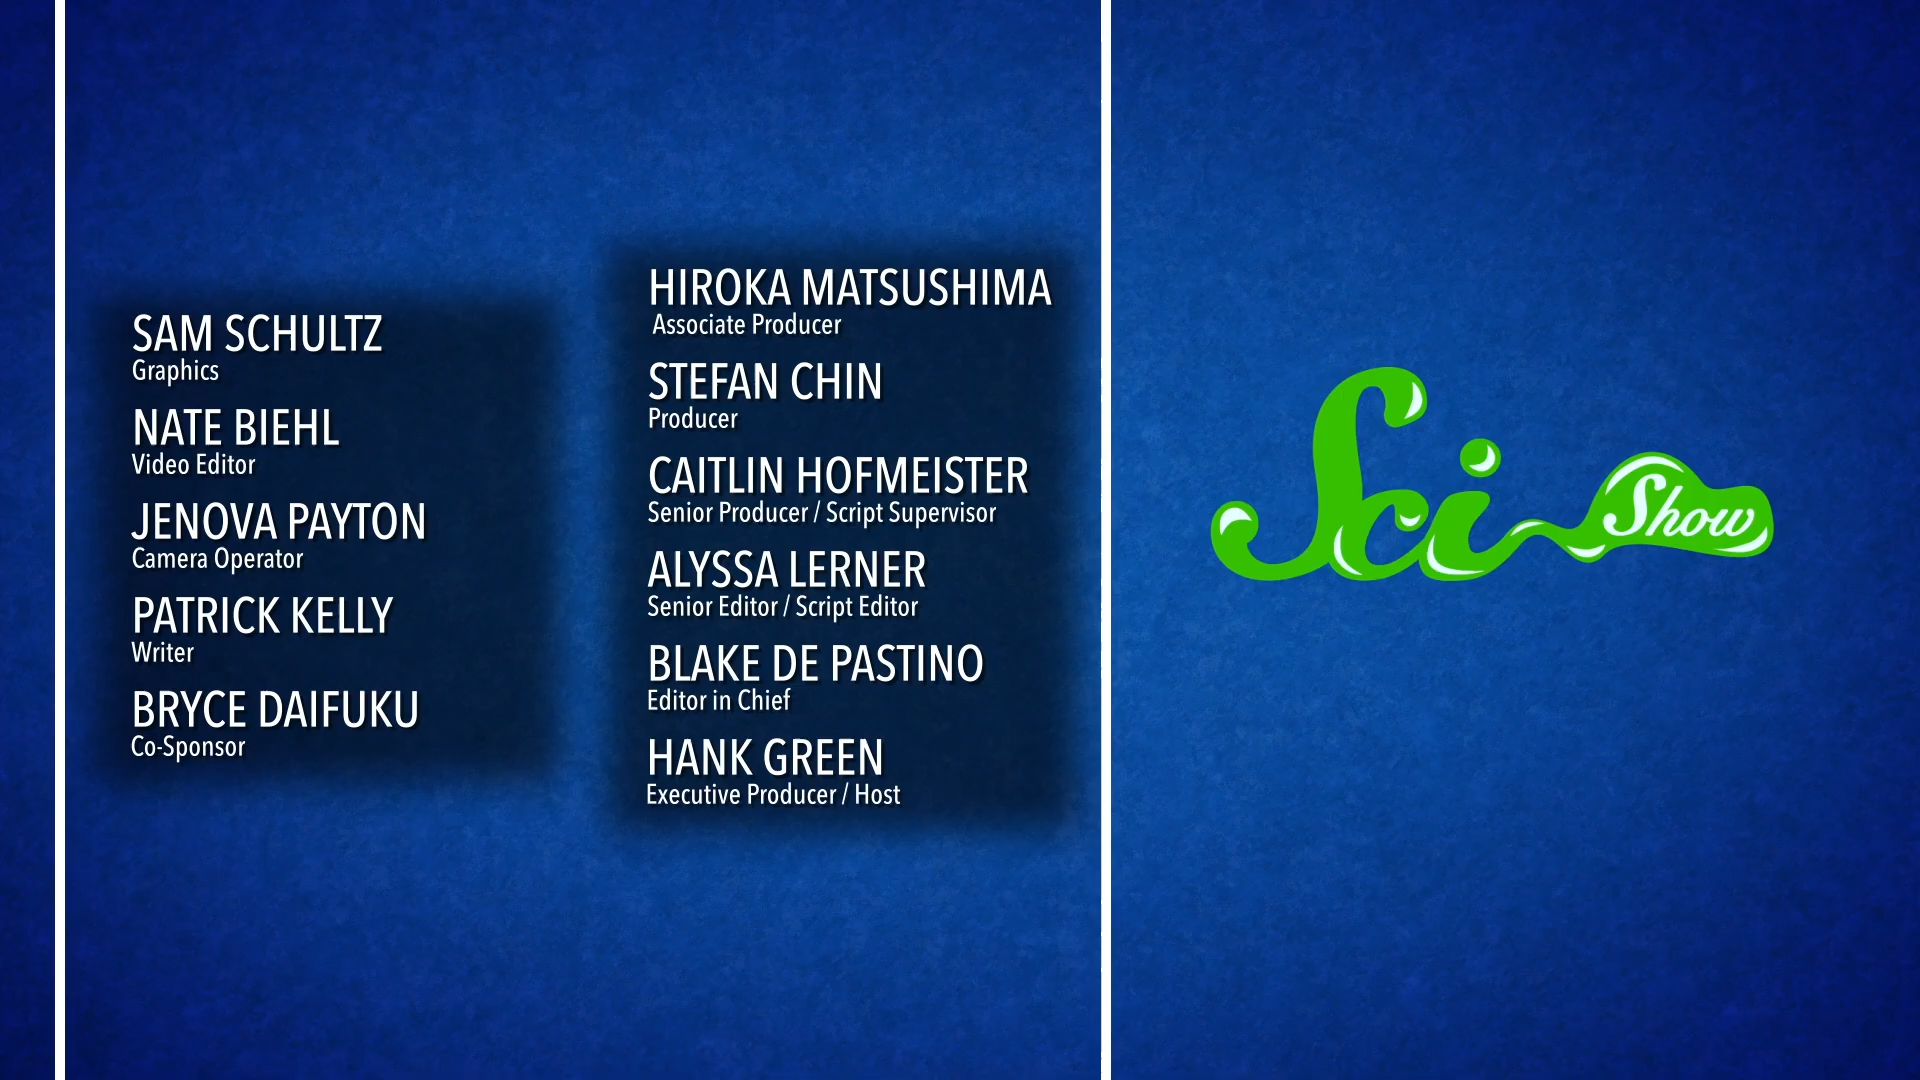 SAM SCHULTZ
Graphics
NATE BIEHL
Video Editor
JENOVA PAYTON
Camera Operator
PATRICK KELLY
Writer
BRYCE DAIFUKU
Co-Sponsor
HIROKA MATSUSHIMA
Associate Producer
STEFAN CHIN
Producer
CAITLIN HOFMEISTER
Senior Producer / Script Supervisor
ALYSSA LERNER
Senior Editor / Script Editor
BLAKE DE PASTINO
Editor in Chief
HANK GREEN
Executive Producer / Host
Sci Show